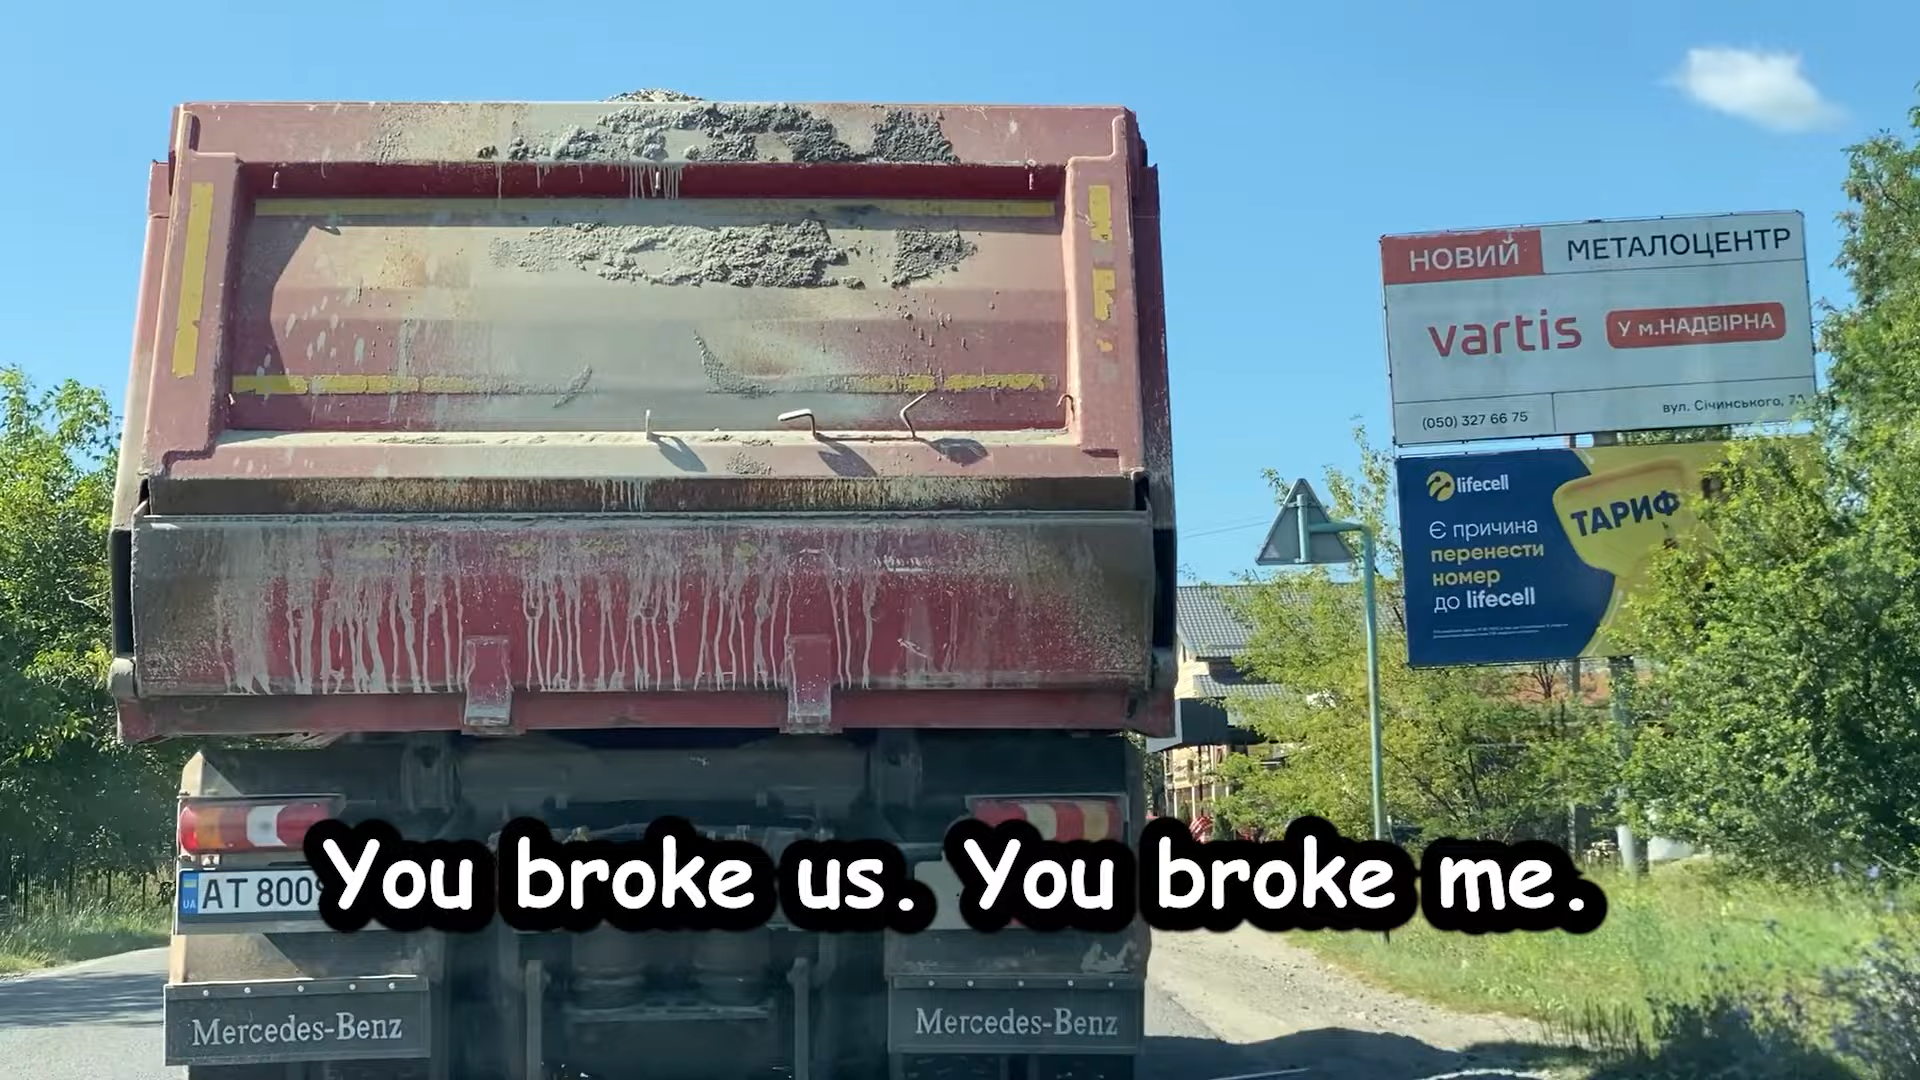 НОВИЙ МЕТАЛОЦЕНТР
vartis У м.НАДВІРНА
(050) 327 66 75 вул. Січинського,
lifecell
ТАРИФ
Є причина
перенести
номер
до lifecell
You broke us. You broke me.
UA AT 800
Mercedes-Benz Mercedes-Benz